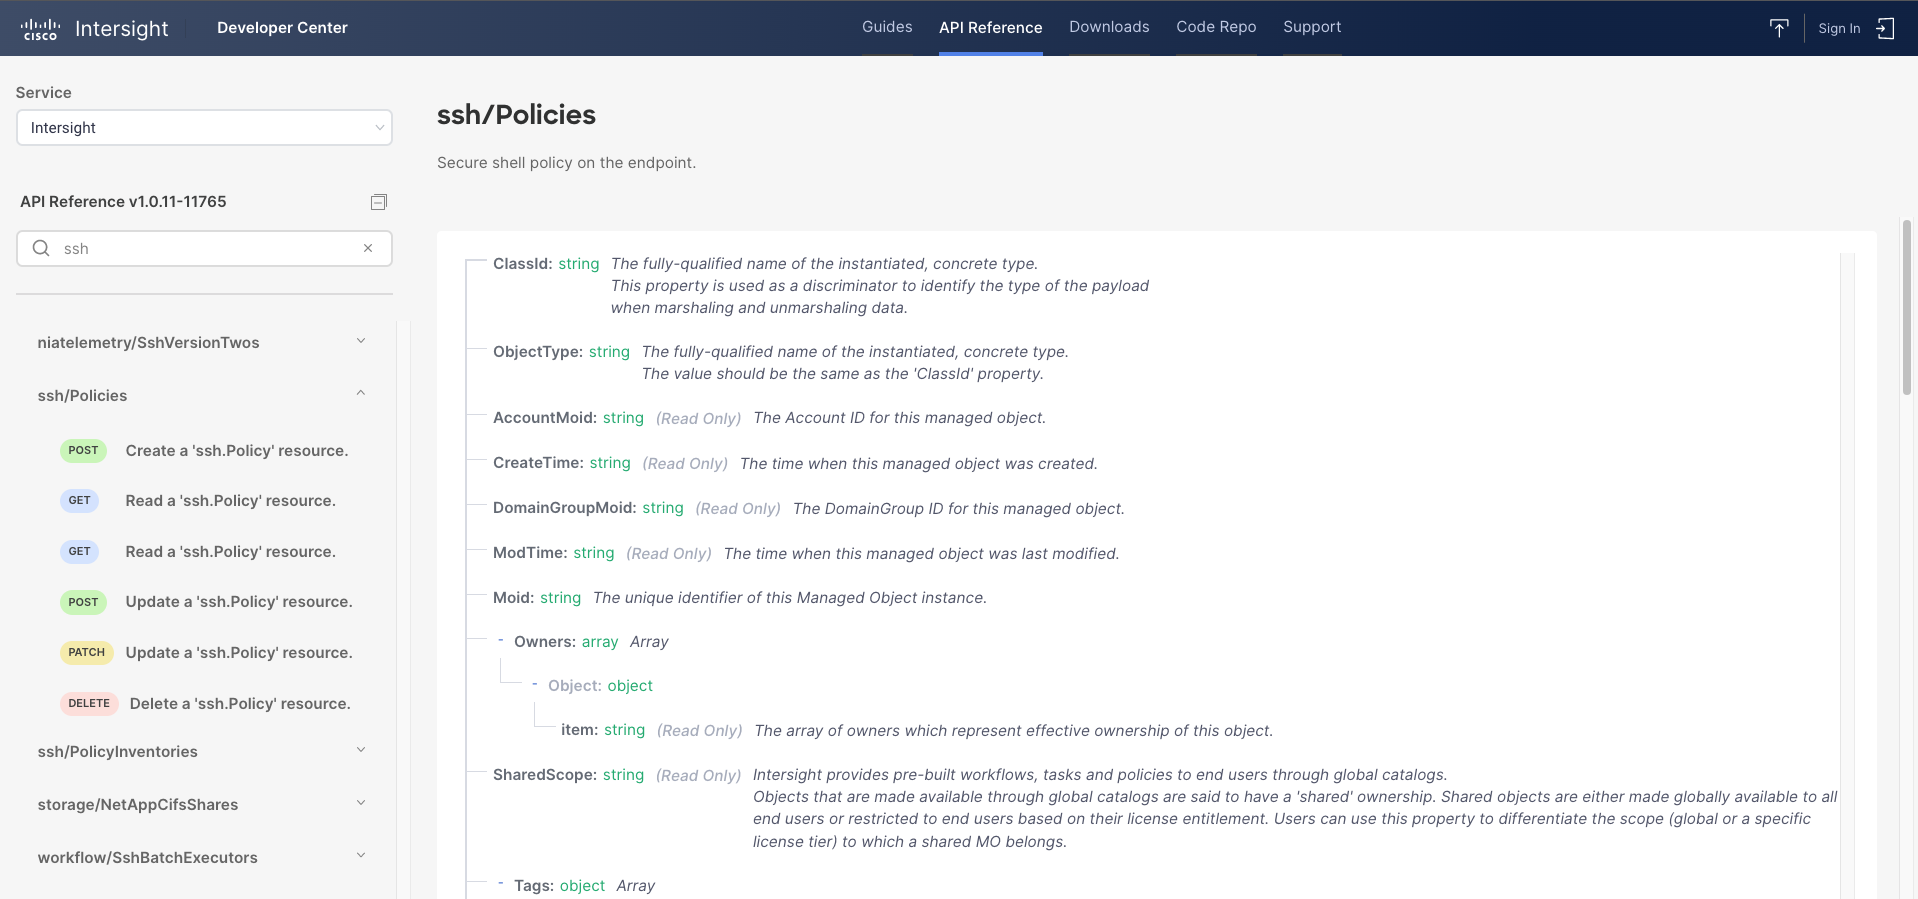 cisco Intersight Developer Center Guides API Reference Downloads Code Repo Support Sign In
Service
Intersight
API Reference v1.0.11-11765
ssh
niatelemetry/SshVersionTwos
ssh/Policies
POST Create a 'ssh.Policy' resource.
GET Read a 'ssh.Policy' resource.
GET Read a 'ssh.Policy' resource.
POST Update a 'ssh.Policy' resource.
PATCH Update a 'ssh.Policy' resource.
DELETE Delete a 'ssh.Policy' resource.
ssh/PolicyInventories
storage/NetAppCifsShares
workflow/SshBatchExecutors
ssh/Policies
Secure shell policy on the endpoint.
ClassId: string The fully-qualified name of the instantiated, concrete type.
This property is used as a discriminator to identify the type of the payload
when marshaling and unmarshaling data.
ObjectType: string The fully-qualified name of the instantiated, concrete type.
The value should be the same as the 'ClassId' property.
AccountMoid: string (Read Only) The Account ID for this managed object.
CreateTime: string (Read Only) The time when this managed object was created.
DomainGroupMoid: string (Read Only) The DomainGroup ID for this managed object.
ModTime: string (Read Only) The time when this managed object was last modified.
Moid: string The unique identifier of this Managed Object instance.
- Owners: array Array
- Object: object
item: string (Read Only) The array of owners which represent effective ownership of this object.
SharedScope: string (Read Only) Intersight provides pre-built workflows, tasks and policies to end users through global catalogs.
Objects that are made available through global catalogs are said to have a 'shared' ownership. Shared objects are either made globally available to all
end users or restricted to end users based on their license entitlement. Users can use this property to differentiate the scope (global or a specific
license tier) to which a shared MO belongs.
- Tags: object Array